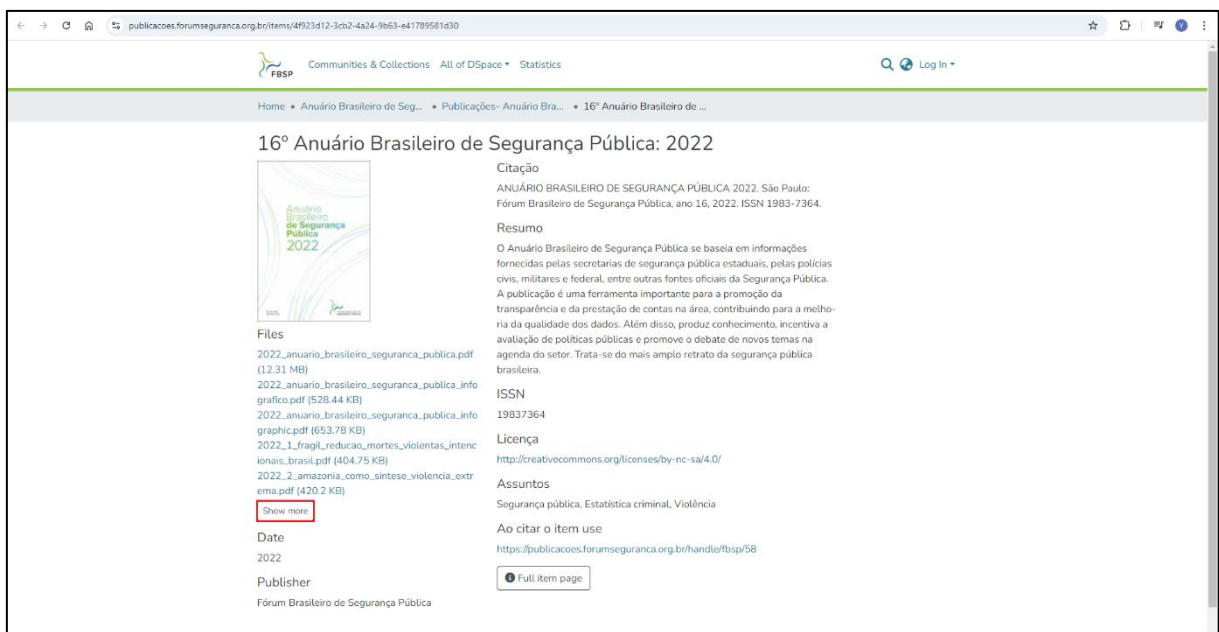 publicacoes.forumseguranca.org.br/items/4f923d12-3cb2-4a24-9b63-e41789581d30
V
FBSP
Communities & Collections All of DSpace Statistics
Log In
Home • Anuário Brasileiro de Seg... • Publicações- Anuário Bra... • 16º Anuário Brasileiro de ...
16º Anuário Brasileiro de Segurança Pública: 2022
Anuário
Brasileiro
de Segurança
Pública
2022
Files
2022_anuario_brasileiro_seguranca_publica.pdf
(12.31 MB)
2022_anuario_brasileiro_seguranca_publica_info
grafico.pdf (528.44 KB)
2022_anuario_brasileiro_seguranca_publica_info
graphic.pdf (653.78 KB)
2022_1_fragil_reducao_mortes_violentas_intenc
ionais_brasil.pdf (404.75 KB)
2022_2_amazonia_como_sintese_violencia_extr
ema.pdf (420.2 KB)
Show more
Date
2022
Publisher
Fórum Brasileiro de Segurança Pública
Citação
ANUÁRIO BRASILEIRO DE SEGURANÇA PÚBLICA 2022. São Paulo:
Fórum Brasileiro de Segurança Pública, ano 16, 2022. ISSN 1983-7364.
Resumo
O Anuário Brasileiro de Segurança Pública se baseia em informações
fornecidas pelas secretarias de segurança pública estaduais, pelas polícias
civis, militares e federal, entre outras fontes oficiais da Segurança Pública.
A publicação é uma ferramenta importante para a promoção da
transparência e da prestação de contas na área, contribuindo para a melho-
ria da qualidade dos dados. Além disso, produz conhecimento, incentiva a
avaliação de políticas públicas e promove o debate de novos temas na
agenda do setor. Trata-se do mais amplo retrato da segurança pública
brasileira.
ISSN
19837364
Licença
http://creativecommons.org/licenses/by-nc-sa/4.0/
Assuntos
Segurança pública, Estatística criminal, Violência
Ao citar o item use
https://publicacoes.forumseguranca.org.br/handle/fbsp/58
Full item page